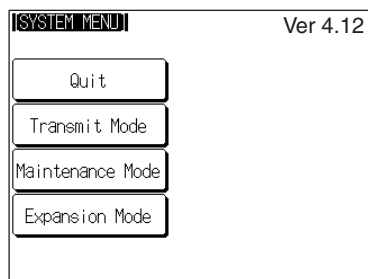 [SYSTEM MENU] Ver 4.12
Quit
Transmit Mode
Maintenance Mode
Expansion Mode